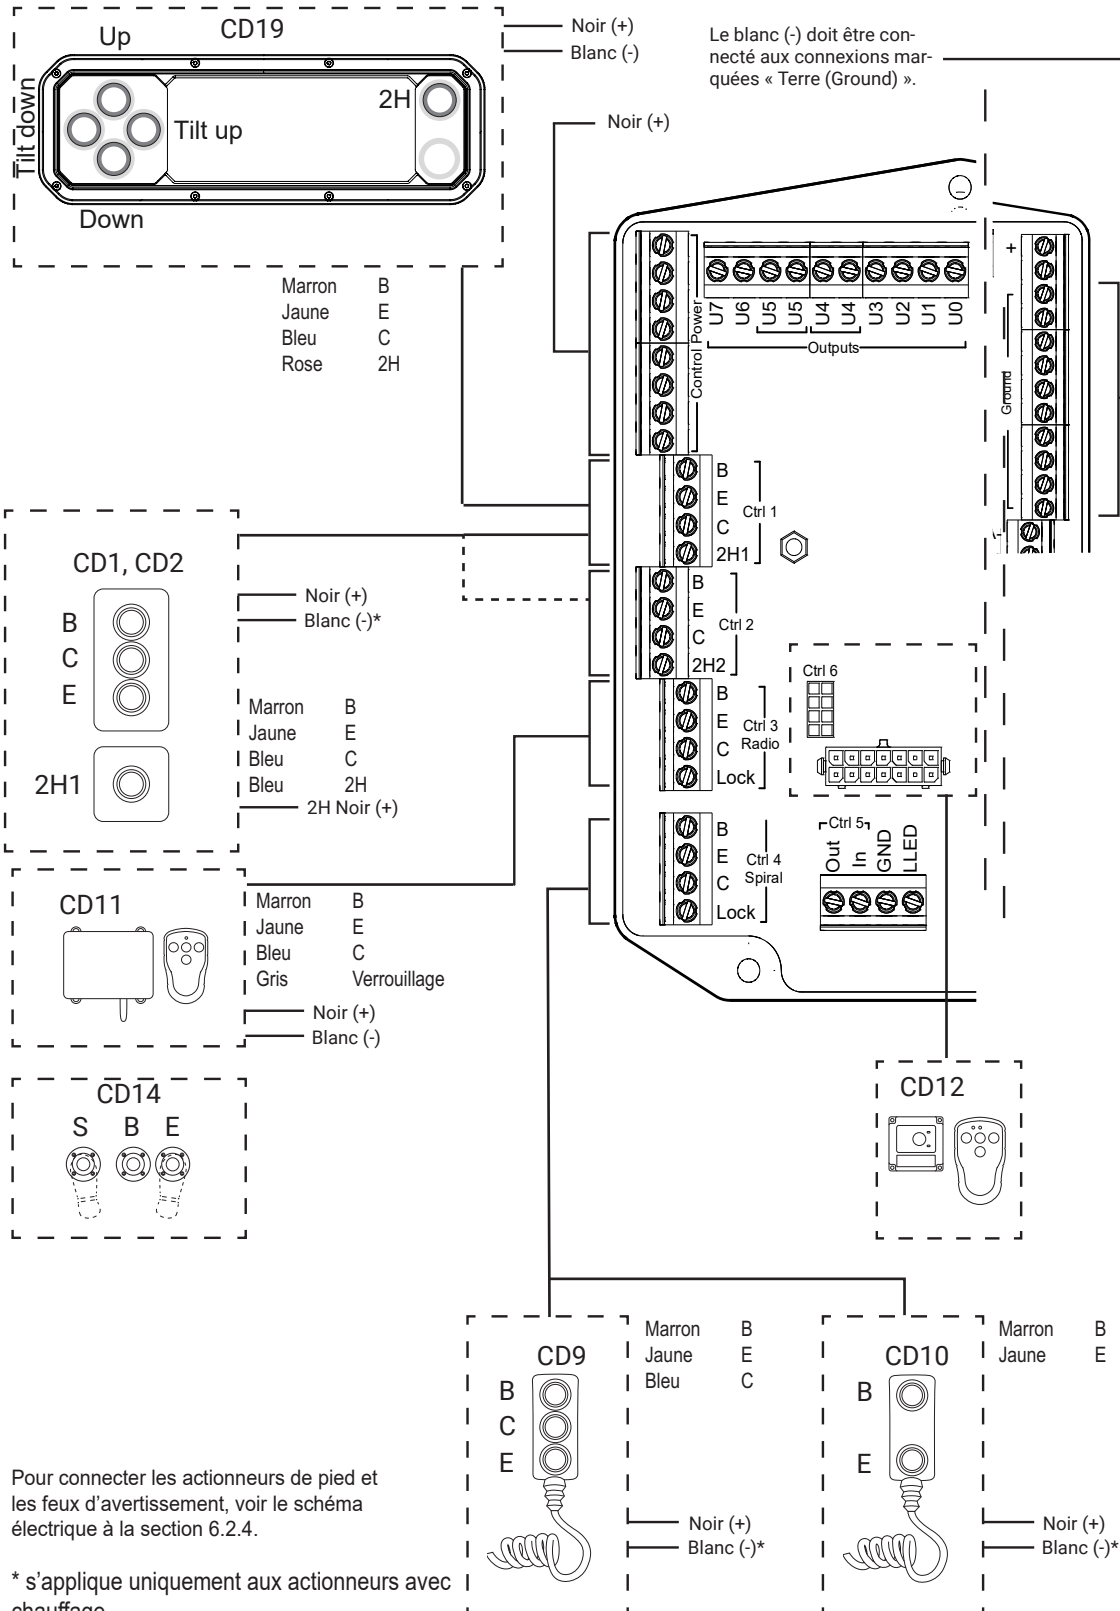 CD19
Up
Tilt down
Tilt up
2H
Down
Noir (+)
Blanc (-)
Le blanc (-) doit être con-
necté aux connexions mar-
quées « Terre (Ground) ».
Noir (+)
Marron B
Jaune E
Bleu C
Rose 2H
Control Power
U7 U6 U5 U5 U4 U4 U3 U2 U1 U0
Outputs
+
Ground
-
B
E
C
2H1
Ctrl 1
B
E
C
2H2
Ctrl 2
B
E
C
Lock
Ctrl 3
Radio
B
E
C
Lock
Ctrl 4
Spiral
Ctrl 6
Ctrl 5
Out In GND LLED
CD1, CD2
B
C
E
2H1
Noir (+)
Blanc (-)*
Marron B
Jaune E
Bleu C
Bleu 2H
2H Noir (+)
CD11
Marron B
Jaune E
Bleu C
Gris Verrouillage
Noir (+)
Blanc (-)
CD14
S B E
CD12
CD9
B
C
E
Marron B
Jaune E
Bleu C
Noir (+)
Blanc (-)*
CD10
B
E
Marron B
Jaune E
Noir (+)
Blanc (-)*
Pour connecter les actionneurs de pied et
les feux d'avertissement, voir le schéma
électrique à la section 6.2.4.
* s'applique uniquement aux actionneurs avec
chauffage